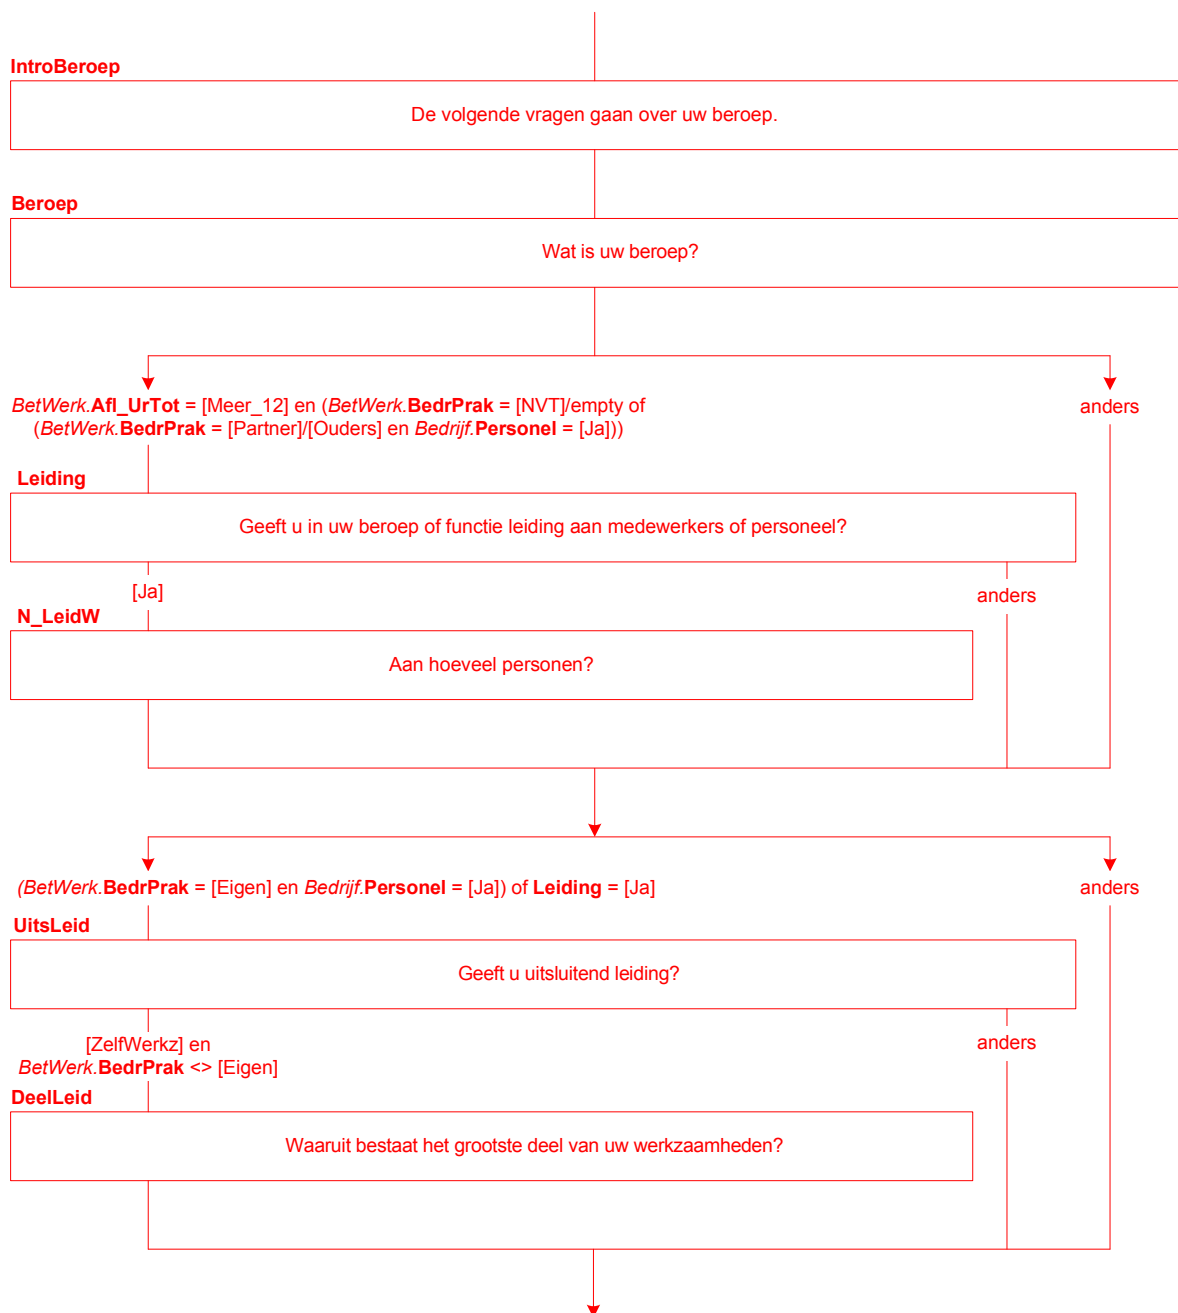 IntroBeroep
De volgende vragen gaan over uw beroep.
Beroep
Wat is uw beroep?
BetWerk.Afl_UrTot = [Meer_12] en (BetWerk.BedrPrak = [NVT]/empty of
(BetWerk.BedrPrak = [Partner]/[Ouders] en Bedrijf.Personel = [Ja]))
anders
Leiding
Geeft u in uw beroep of functie leiding aan medewerkers of personeel?
[Ja]
anders
N_LeidW
Aan hoeveel personen?
(BetWerk.BedrPrak = [Eigen] en Bedrijf.Personel = [Ja]) of Leiding = [Ja]
anders
UitsLeid
Geeft u uitsluitend leiding?
[ZelfWerkz] en
BetWerk.BedrPrak <> [Eigen]
anders
DeelLeid
Waaruit bestaat het grootste deel van uw werkzaamheden?